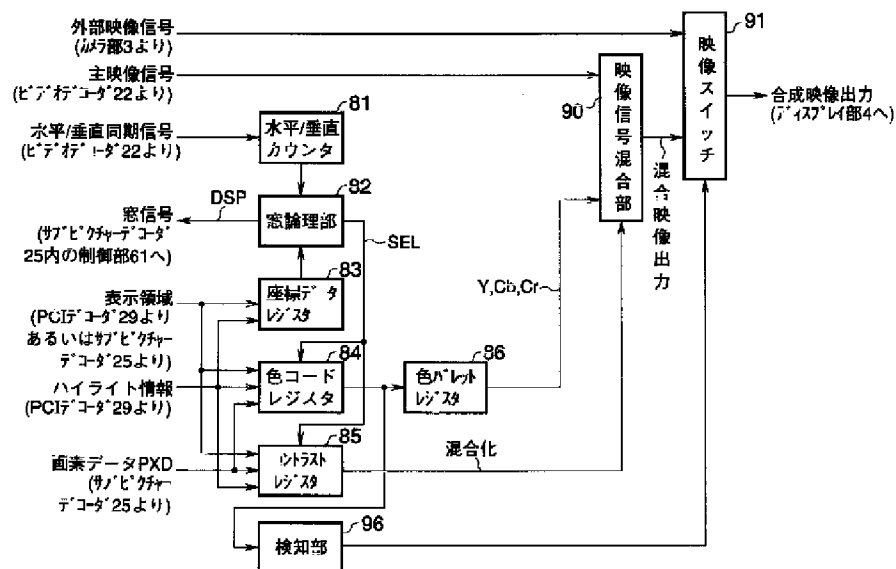 外部映像信号
(カメラ部3より)
主映像信号
(ビデオデコーダ22より)
水平/垂直同期信号
(ビデオデコーダ22より)
窓信号
(サブピクチャーデコーダ
25内の制御部61へ)
表示領域
(PCIデコーダ29より
あるいはサブピクチャー
デコーダ25より)
ハイライト情報
(PCIデコーダ29より)
画素データPXD
(サブピクチャー
デコーダ25より)
81
水平/垂直
カウンタ
82
窓論理部
DSP
SEL
83
座標データ
レジスタ
84
色コード
レジスタ
85
コントラスト
レジスタ
86
色パレット
レジスタ
96
検知部
Y,Cb,Cr
混合化
90
映像信号混合部
混合映像出力
91
映像スイッチ
合成映像出力
(ディスプレイ部4へ)